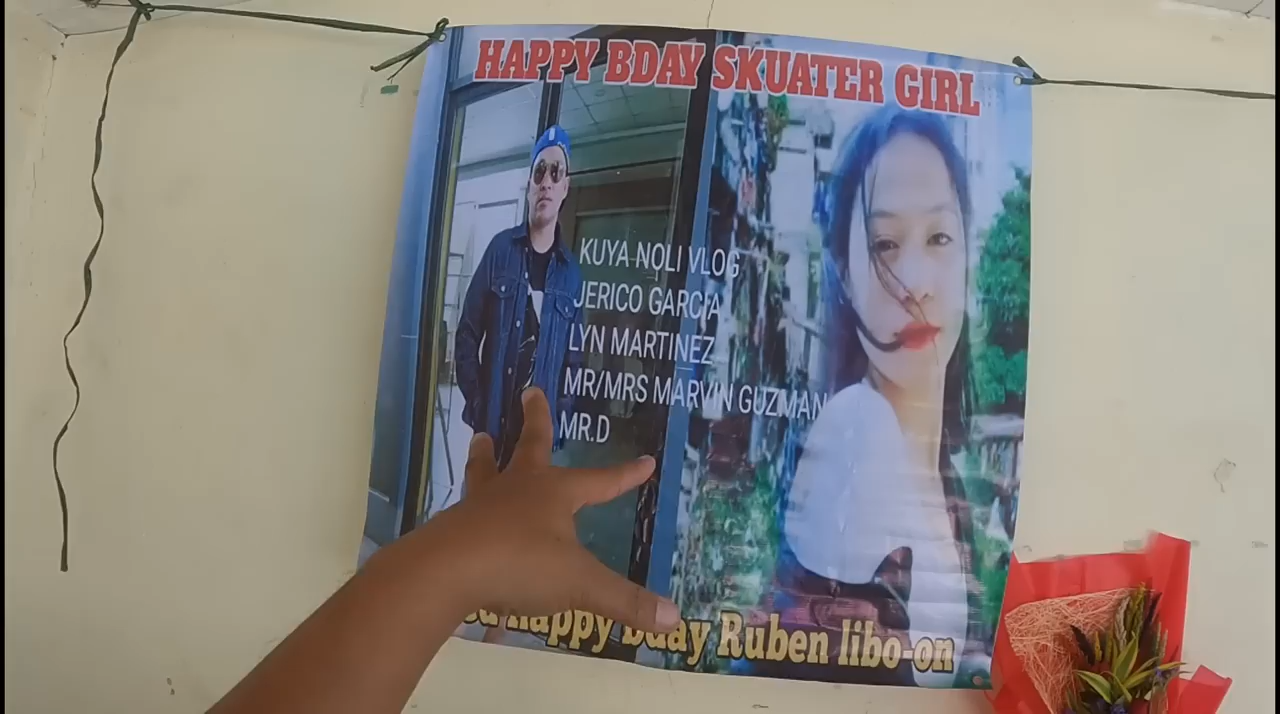 HAPPY BDAY SKUATER GIRL
KUYA NOLI VLOG
JERICO GARCIA
LYN MARTINEZ
MR/MRS MARVIN GUZMAN
MR.D
happy bday Ruben libo-on